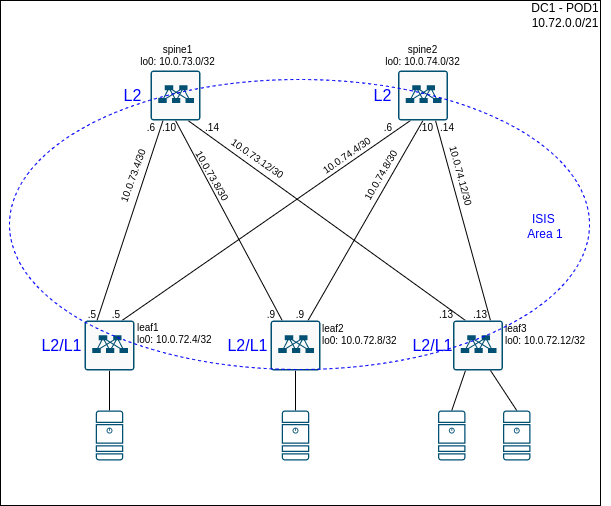 DC1 - POD1
10.72.0.0/21
spine1
lo0: 10.0.73.0/32
spine2
lo0: 10.0.74.0/32
L2
L2
.6
.10
.14
.6
.10
.14
10.0.73.4/30
10.0.73.8/30
10.0.73.12/30
10.0.74.4/30
10.0.74.8/30
10.0.74.12/30
ISIS
Area 1
.5
.5
.9
.9
.13
.13
leaf1
lo0: 10.0.72.4/32
leaf2
lo0: 10.0.72.8/32
leaf3
lo0: 10.0.72.12/32
L2/L1
L2/L1
L2/L1